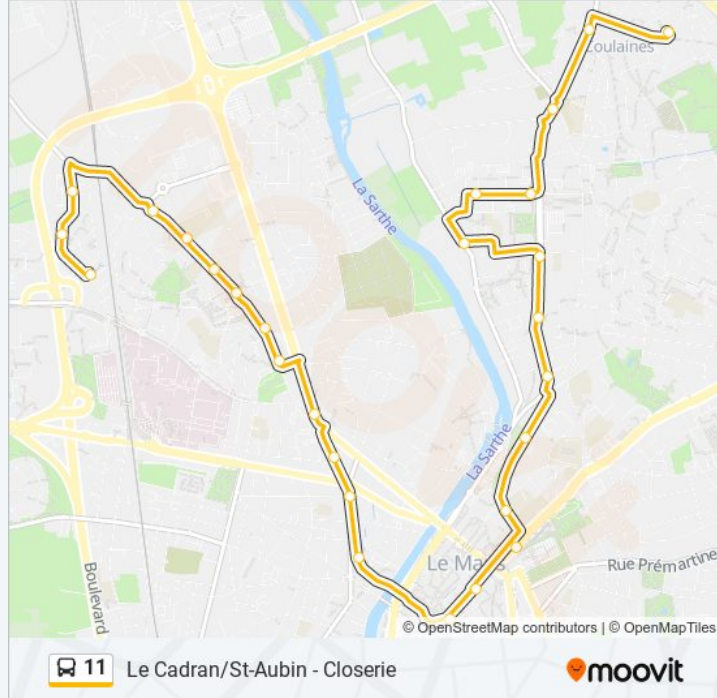 Coulaines
La Sarthe
La Sarthe
Le Mans
Rue Prémartine
Boulevard
© OpenStreetMap contributors | © OpenMapTiles
11 Le Cadran/St-Aubin - Closerie
moovit